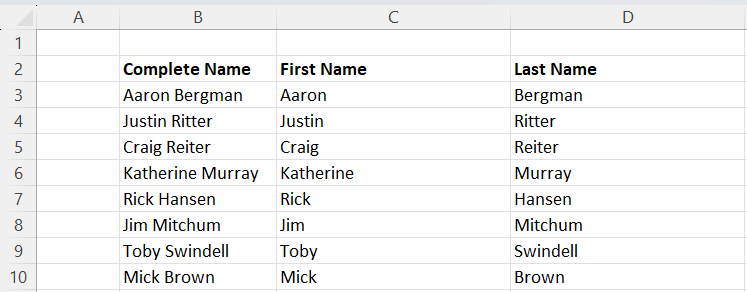 A B C D
1
2 Complete Name First Name Last Name
3 Aaron Bergman Aaron Bergman
4 Justin Ritter Justin Ritter
5 Craig Reiter Craig Reiter
6 Katherine Murray Katherine Murray
7 Rick Hansen Rick Hansen
8 Jim Mitchum Jim Mitchum
9 Toby Swindell Toby Swindell
10 Mick Brown Mick Brown